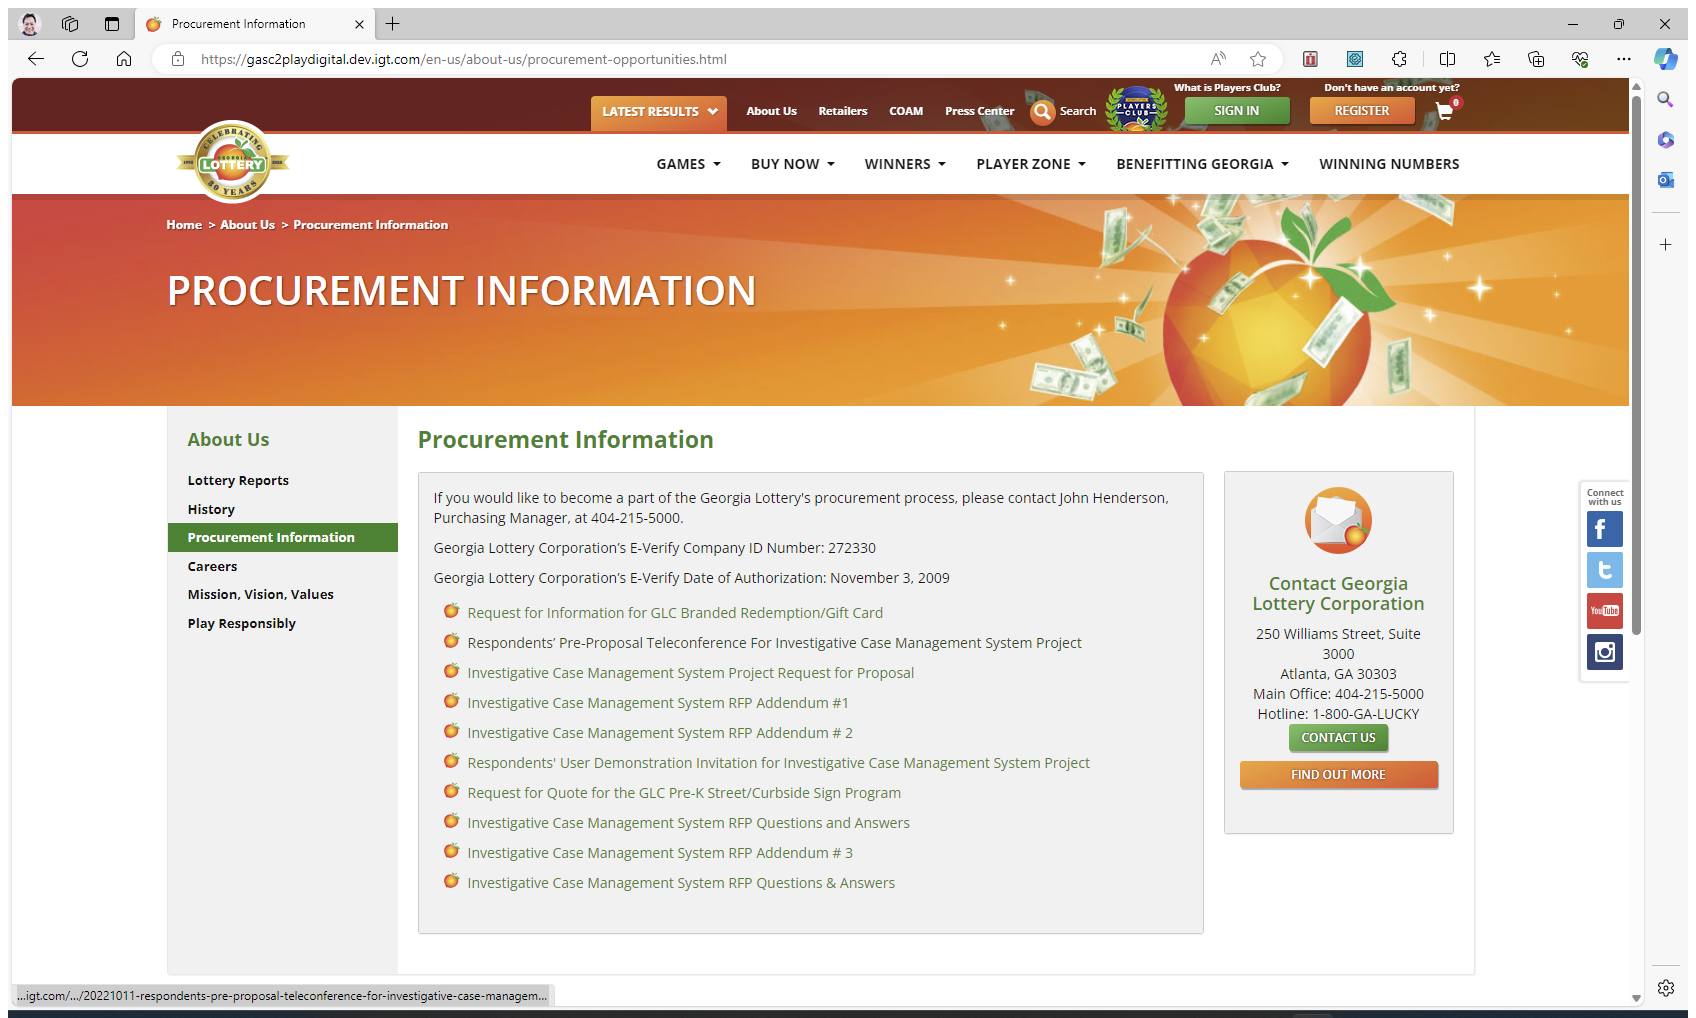 Procurement Information
https://gasc2playdigital.dev.igt.com/en-us/about-us/procurement-opportunities.html
What is Players Club?
Don't have an account yet?
LATEST RESULTS
About Us
Retailers
COAM
Press Center
Search
PLAYERS
CLUB
SIGN IN
REGISTER
0
CELEBRATING
GEORGIA
LOTTERY
30 YEARS
GAMES
BUY NOW
WINNERS
PLAYER ZONE
BENEFITTING GEORGIA
WINNING NUMBERS
Home > About Us > Procurement Information
PROCUREMENT INFORMATION
About Us
Lottery Reports
History
Procurement Information
Careers
Mission, Vision, Values
Play Responsibly
Procurement Information
If you would like to become a part of the Georgia Lottery's procurement process, please contact John Henderson,
Purchasing Manager, at 404-215-5000.
Georgia Lottery Corporation’s E-Verify Company ID Number: 272330
Georgia Lottery Corporation’s E-Verify Date of Authorization: November 3, 2009
Request for Information for GLC Branded Redemption/Gift Card
Respondents’ Pre-Proposal Teleconference For Investigative Case Management System Project
Investigative Case Management System Project Request for Proposal
Investigative Case Management System RFP Addendum #1
Investigative Case Management System RFP Addendum # 2
Respondents' User Demonstration Invitation for Investigative Case Management System Project
Request for Quote for the GLC Pre-K Street/Curbside Sign Program
Investigative Case Management System RFP Questions and Answers
Investigative Case Management System RFP Addendum # 3
Investigative Case Management System RFP Questions & Answers
Contact Georgia
Lottery Corporation
250 Williams Street, Suite
3000
Atlanta, GA 30303
Main Office: 404-215-5000
Hotline: 1-800-GA-LUCKY
CONTACT US
FIND OUT MORE
Connect
with us
You Tube
...igt.com/.../20221011-respondents-pre-proposal-teleconference-for-investigative-case-managem...